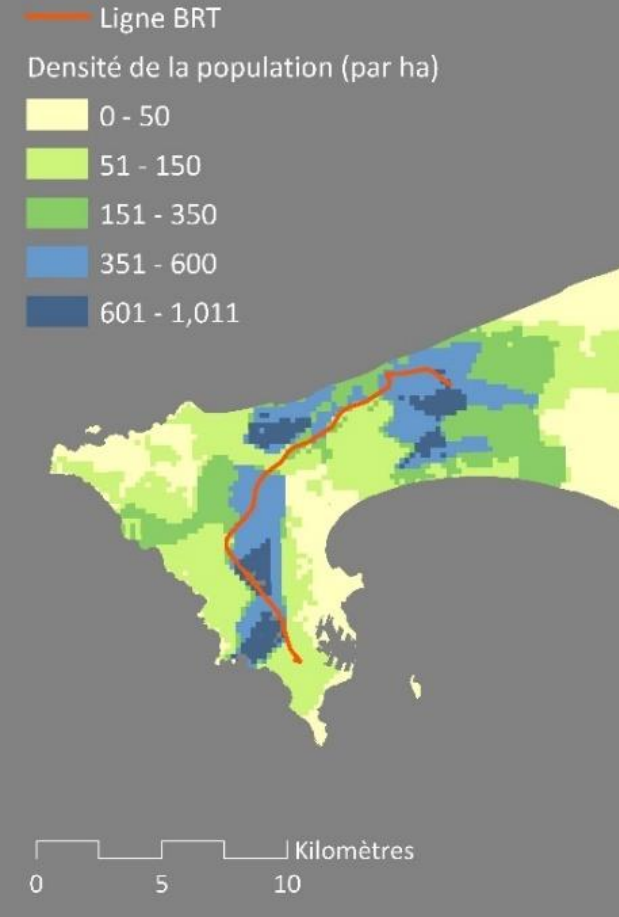 Ligne BRT
Densité de la population (par ha)
0 - 50
51 - 150
151 - 350
351 - 600
601 - 1,011
Kilomètres
0 5 10